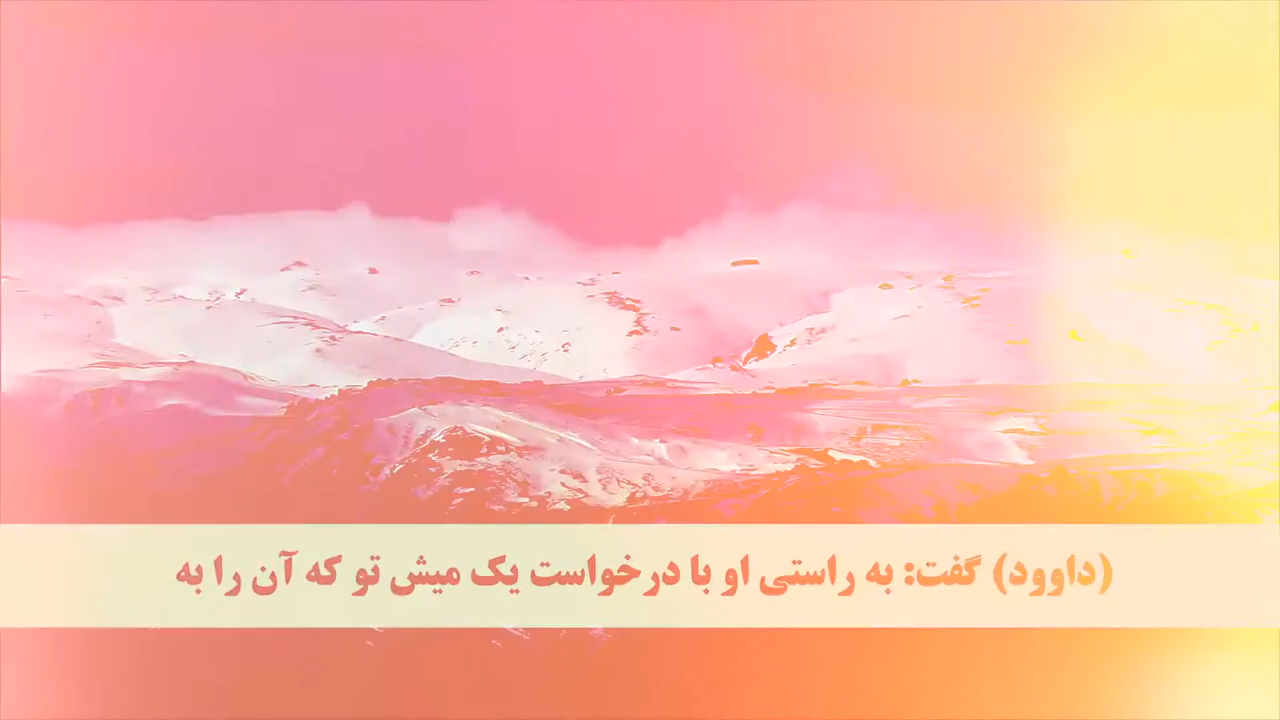 (داوود) گفت: به راستی او با درخواست یک میش تو که آن را به